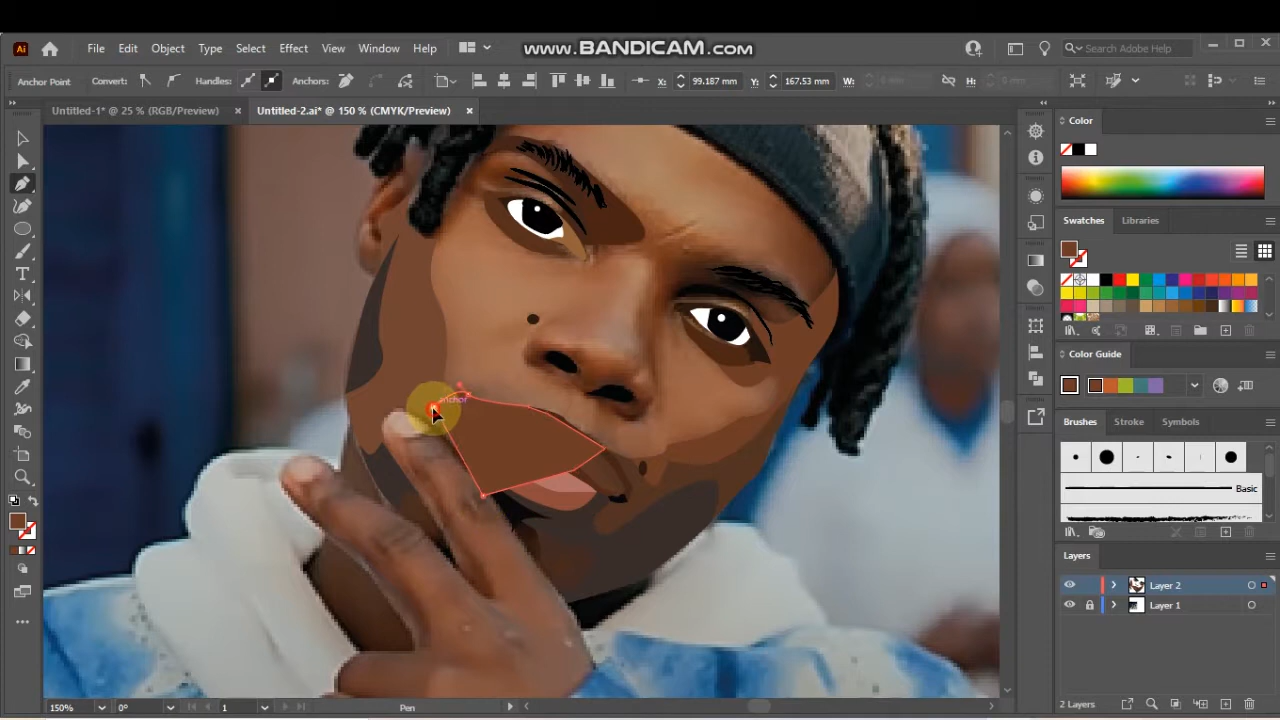 www.BANDICAM.com
Ai File Edit Object Type Select Effect View Window Help Search Adobe Help
Anchor Point Convert: Handles: Anchors: X: 99.187 mm Y: 167.53 mm W: H:
Untitled-1* @ 25 % (RGB/Preview) × Untitled-2.ai* @ 150 % (CMYK/Preview) ×
Color
Swatches Libraries
anchor
Color Guide
Brushes Stroke Symbols
Basic
Layers
Layer 2
Layer 1
150% 0° 1 Pen 2 Layers